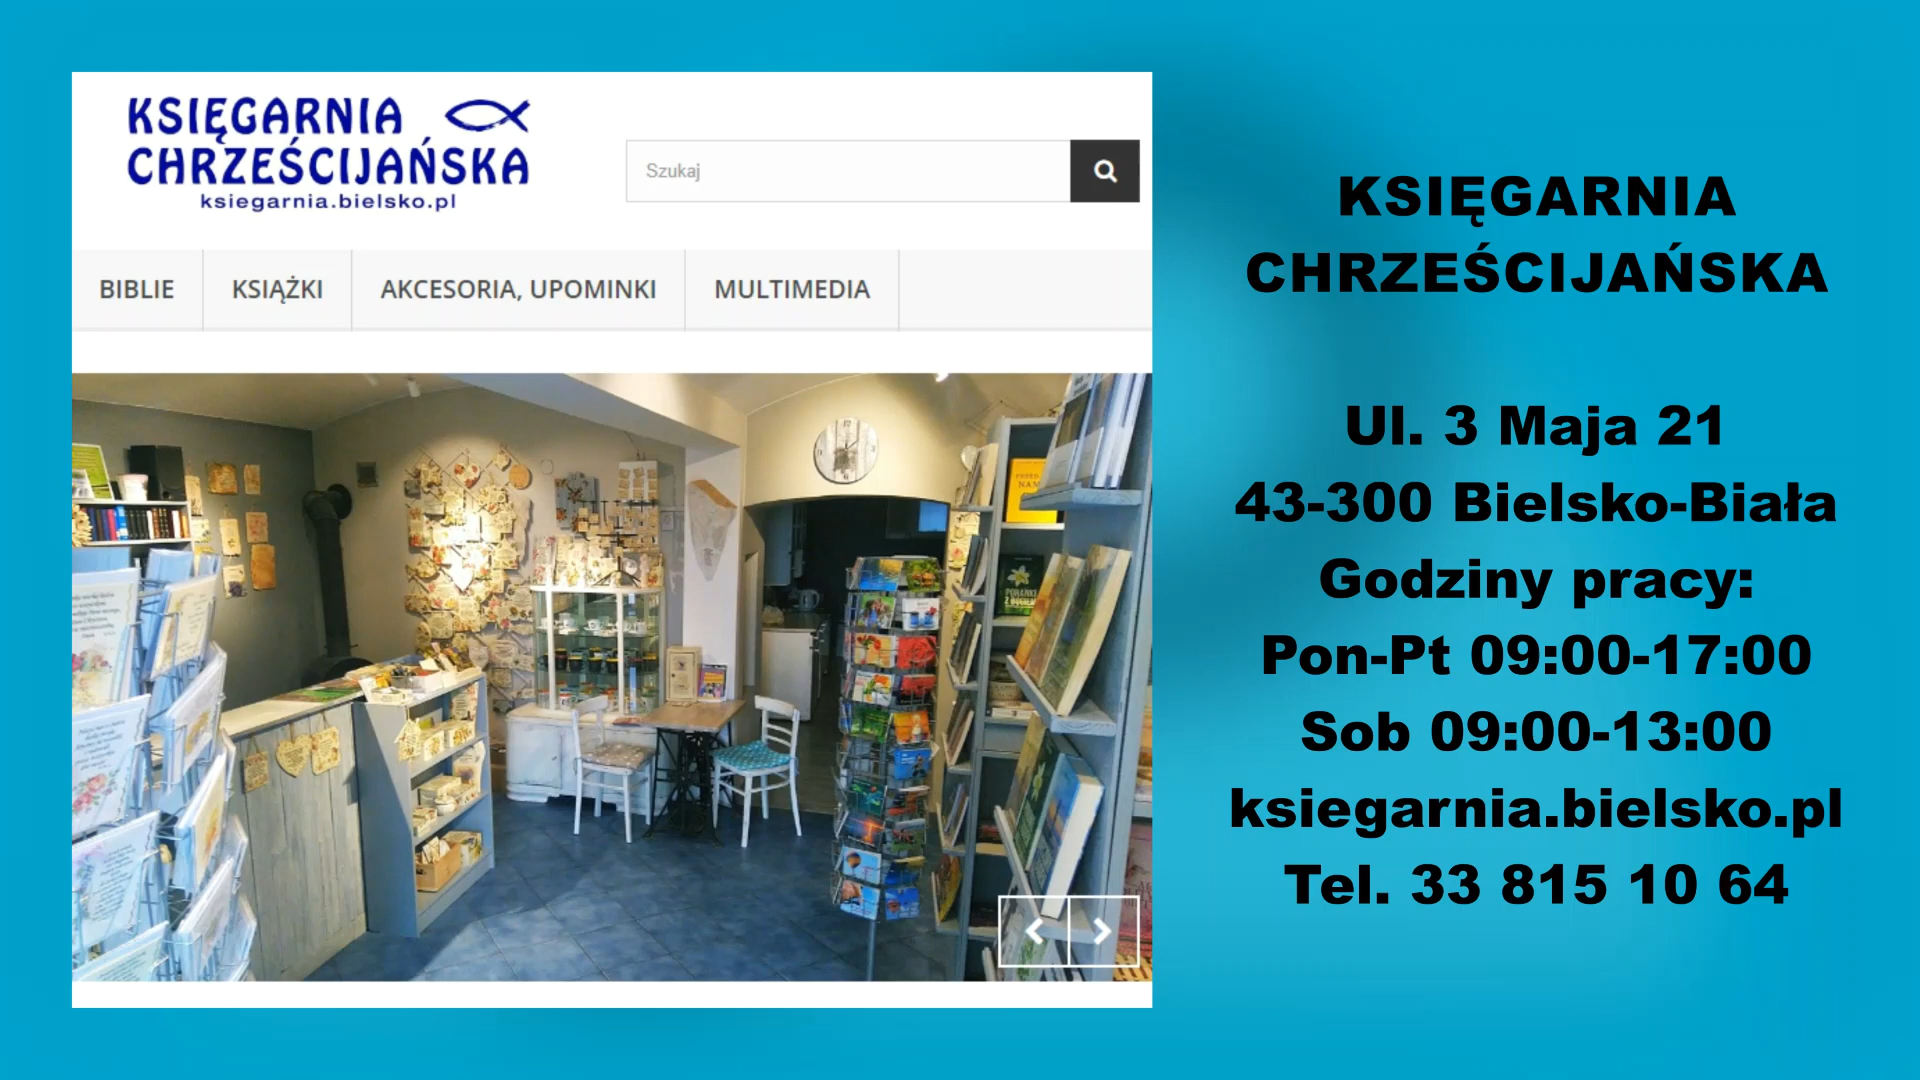 KSIĘGARNIA
CHRZEŚCIJAŃSKA
ksiegarnia.bielsko.pl
Szukaj
BIBLIE
KSIĄŻKI
AKCESORIA, UPOMINKI
MULTIMEDIA
KSIĘGARNIA
CHRZEŚCIJAŃSKA
Ul. 3 Maja 21
43-300 Bielsko-Biała
Godziny pracy:
Pon-Pt 09:00-17:00
Sob 09:00-13:00
ksiegarnia.bielsko.pl
Tel. 33 815 10 64